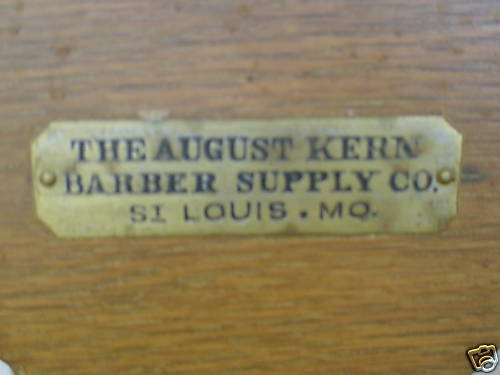 THE AUGUST KERN
BARBER SUPPLY CO.
ST LOUIS. MO.